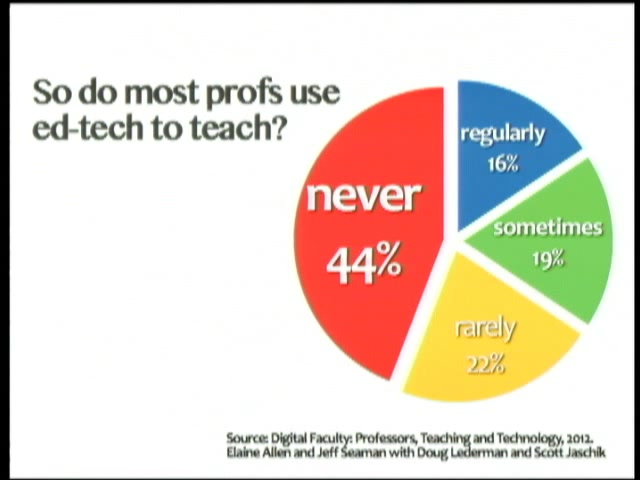 So do most profs use
ed-tech to teach?
regularly
16%
never
44%
sometimes
19%
rarely
22%
Source: Digital Faculty: Professors, Teaching and Technology, 2012.
Elaine Allen and Jeff Seaman with Doug Lederman and Scott Jaschik